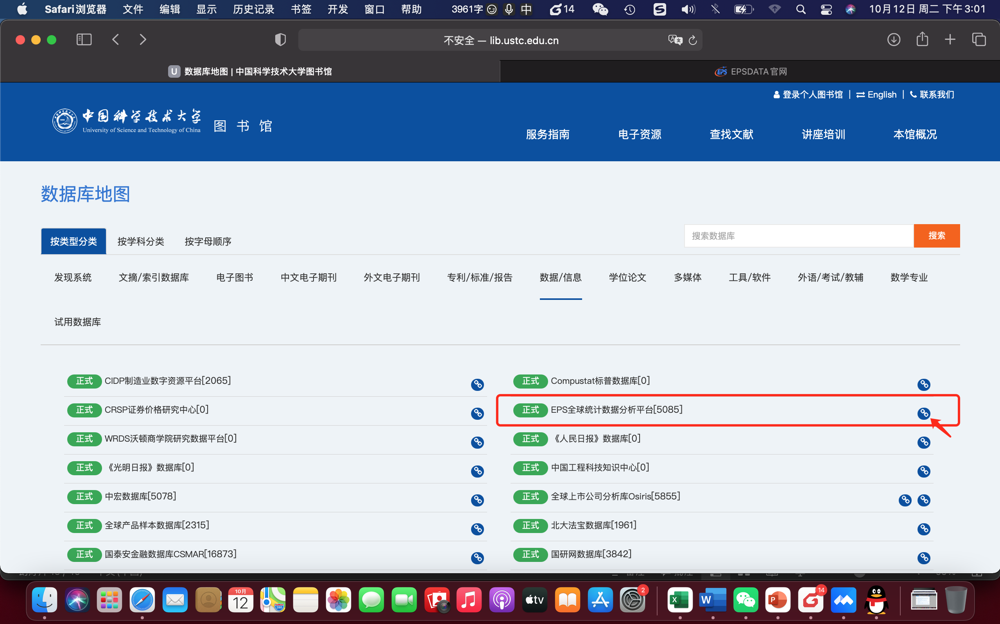 Safari浏览器 文件 编辑 显示 历史记录 书签 开发 窗口 帮助 3961字 中 14 10月12日 周二 下午3:01
不安全 — lib.ustc.edu.cn
U 数据库地图 | 中国科学技术大学图书馆
EPS EPSDATA 官网
登录个人图书馆 | English | 联系我们
中国科学技术大学
University of Science and Technology of China
图书馆
服务指南 电子资源 查找文献 讲座培训 本馆概况
数据库地图
按类型分类 按学科分类 按字母顺序
搜索数据库 搜索
发现系统 文摘/索引数据库 电子图书 中文电子期刊 外文电子期刊 专利/标准/报告 数据/信息 学位论文 多媒体 工具/软件 外语/考试/教辅 数学专业
试用数据库
正式 CIDP制造业数字资源平台[2065]
正式 Compustat标普数据库[0]
正式 CRSP证券价格研究中心[0]
正式 EPS全球统计数据分析平台[5085]
正式 WRDS沃顿商学院研究数据平台[0]
正式 《人民日报》数据库[0]
正式 《光明日报》数据库[0]
正式 中国工程科技知识中心[0]
正式 中宏数据库[5078]
正式 全球上市公司分析库Osiris[5855]
正式 全球产品样本数据库[2315]
正式 北大法宝数据库[1961]
正式 国泰安金融数据库CSMAR[16873]
正式 国研网数据库[3842]
10月
12
280
tv
2
X
W
P
14